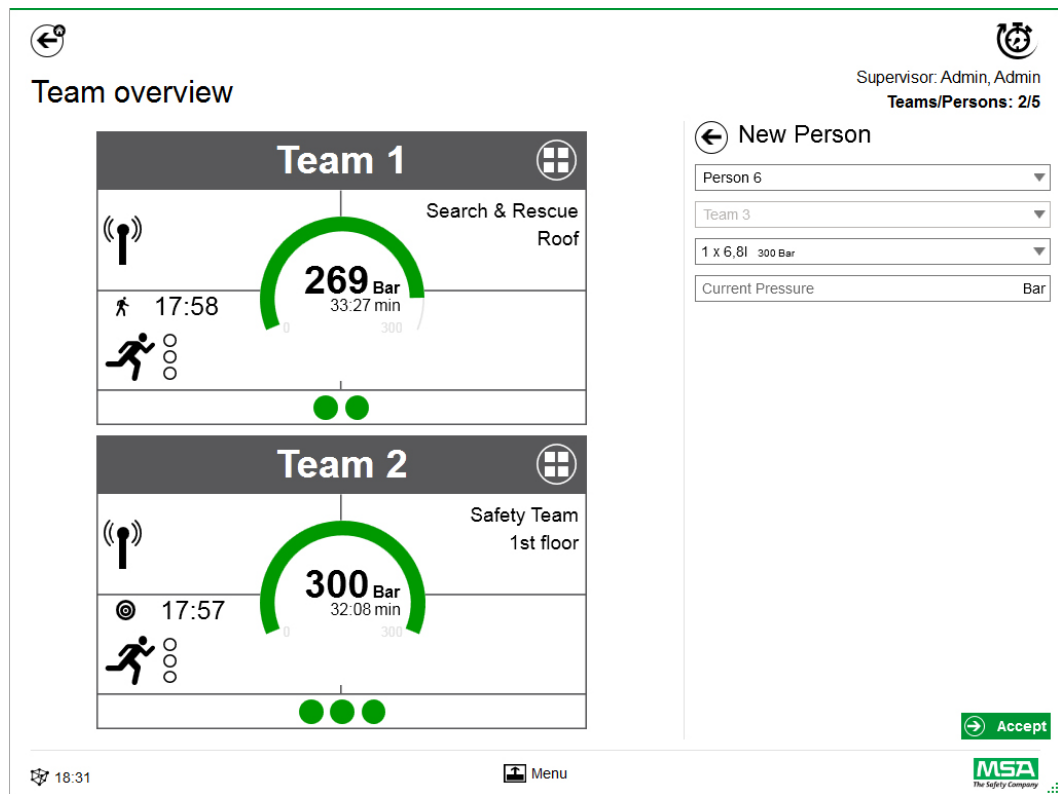 Team overview
Supervisor: Admin, Admin
Teams/Persons: 2/5
Team 1
Search & Rescue
Roof
269 Bar
33:27 min
0 300
17:58
Team 2
Safety Team
1st floor
300 Bar
32:08 min
0 300
17:57
New Person
Person 6
Team 3
1 x 6,8l 300 Bar
Current Pressure Bar
Accept
18:31
Menu
MSA
The Safety Company